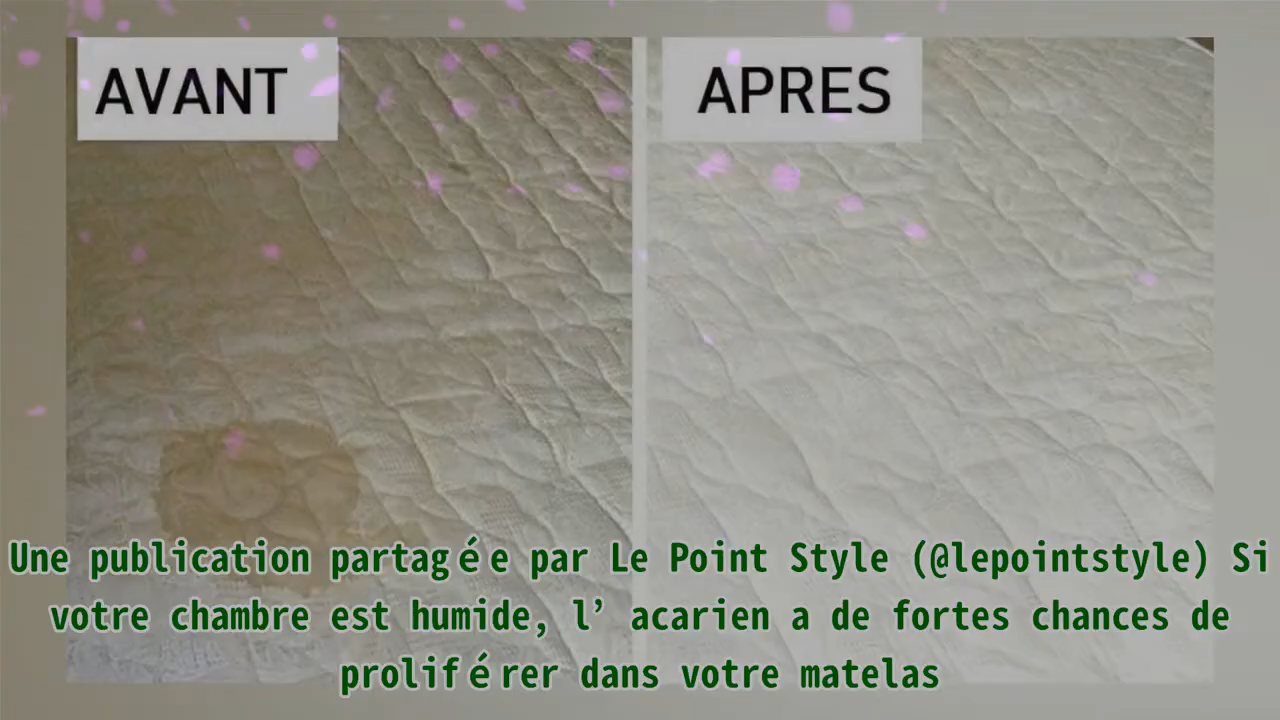 AVANT
APRES
Une publication partagée par Le Point Style (@lepointstyle) Si
votre chambre est humide, l’ acarien a de fortes chances de
proliférer dans votre matelas